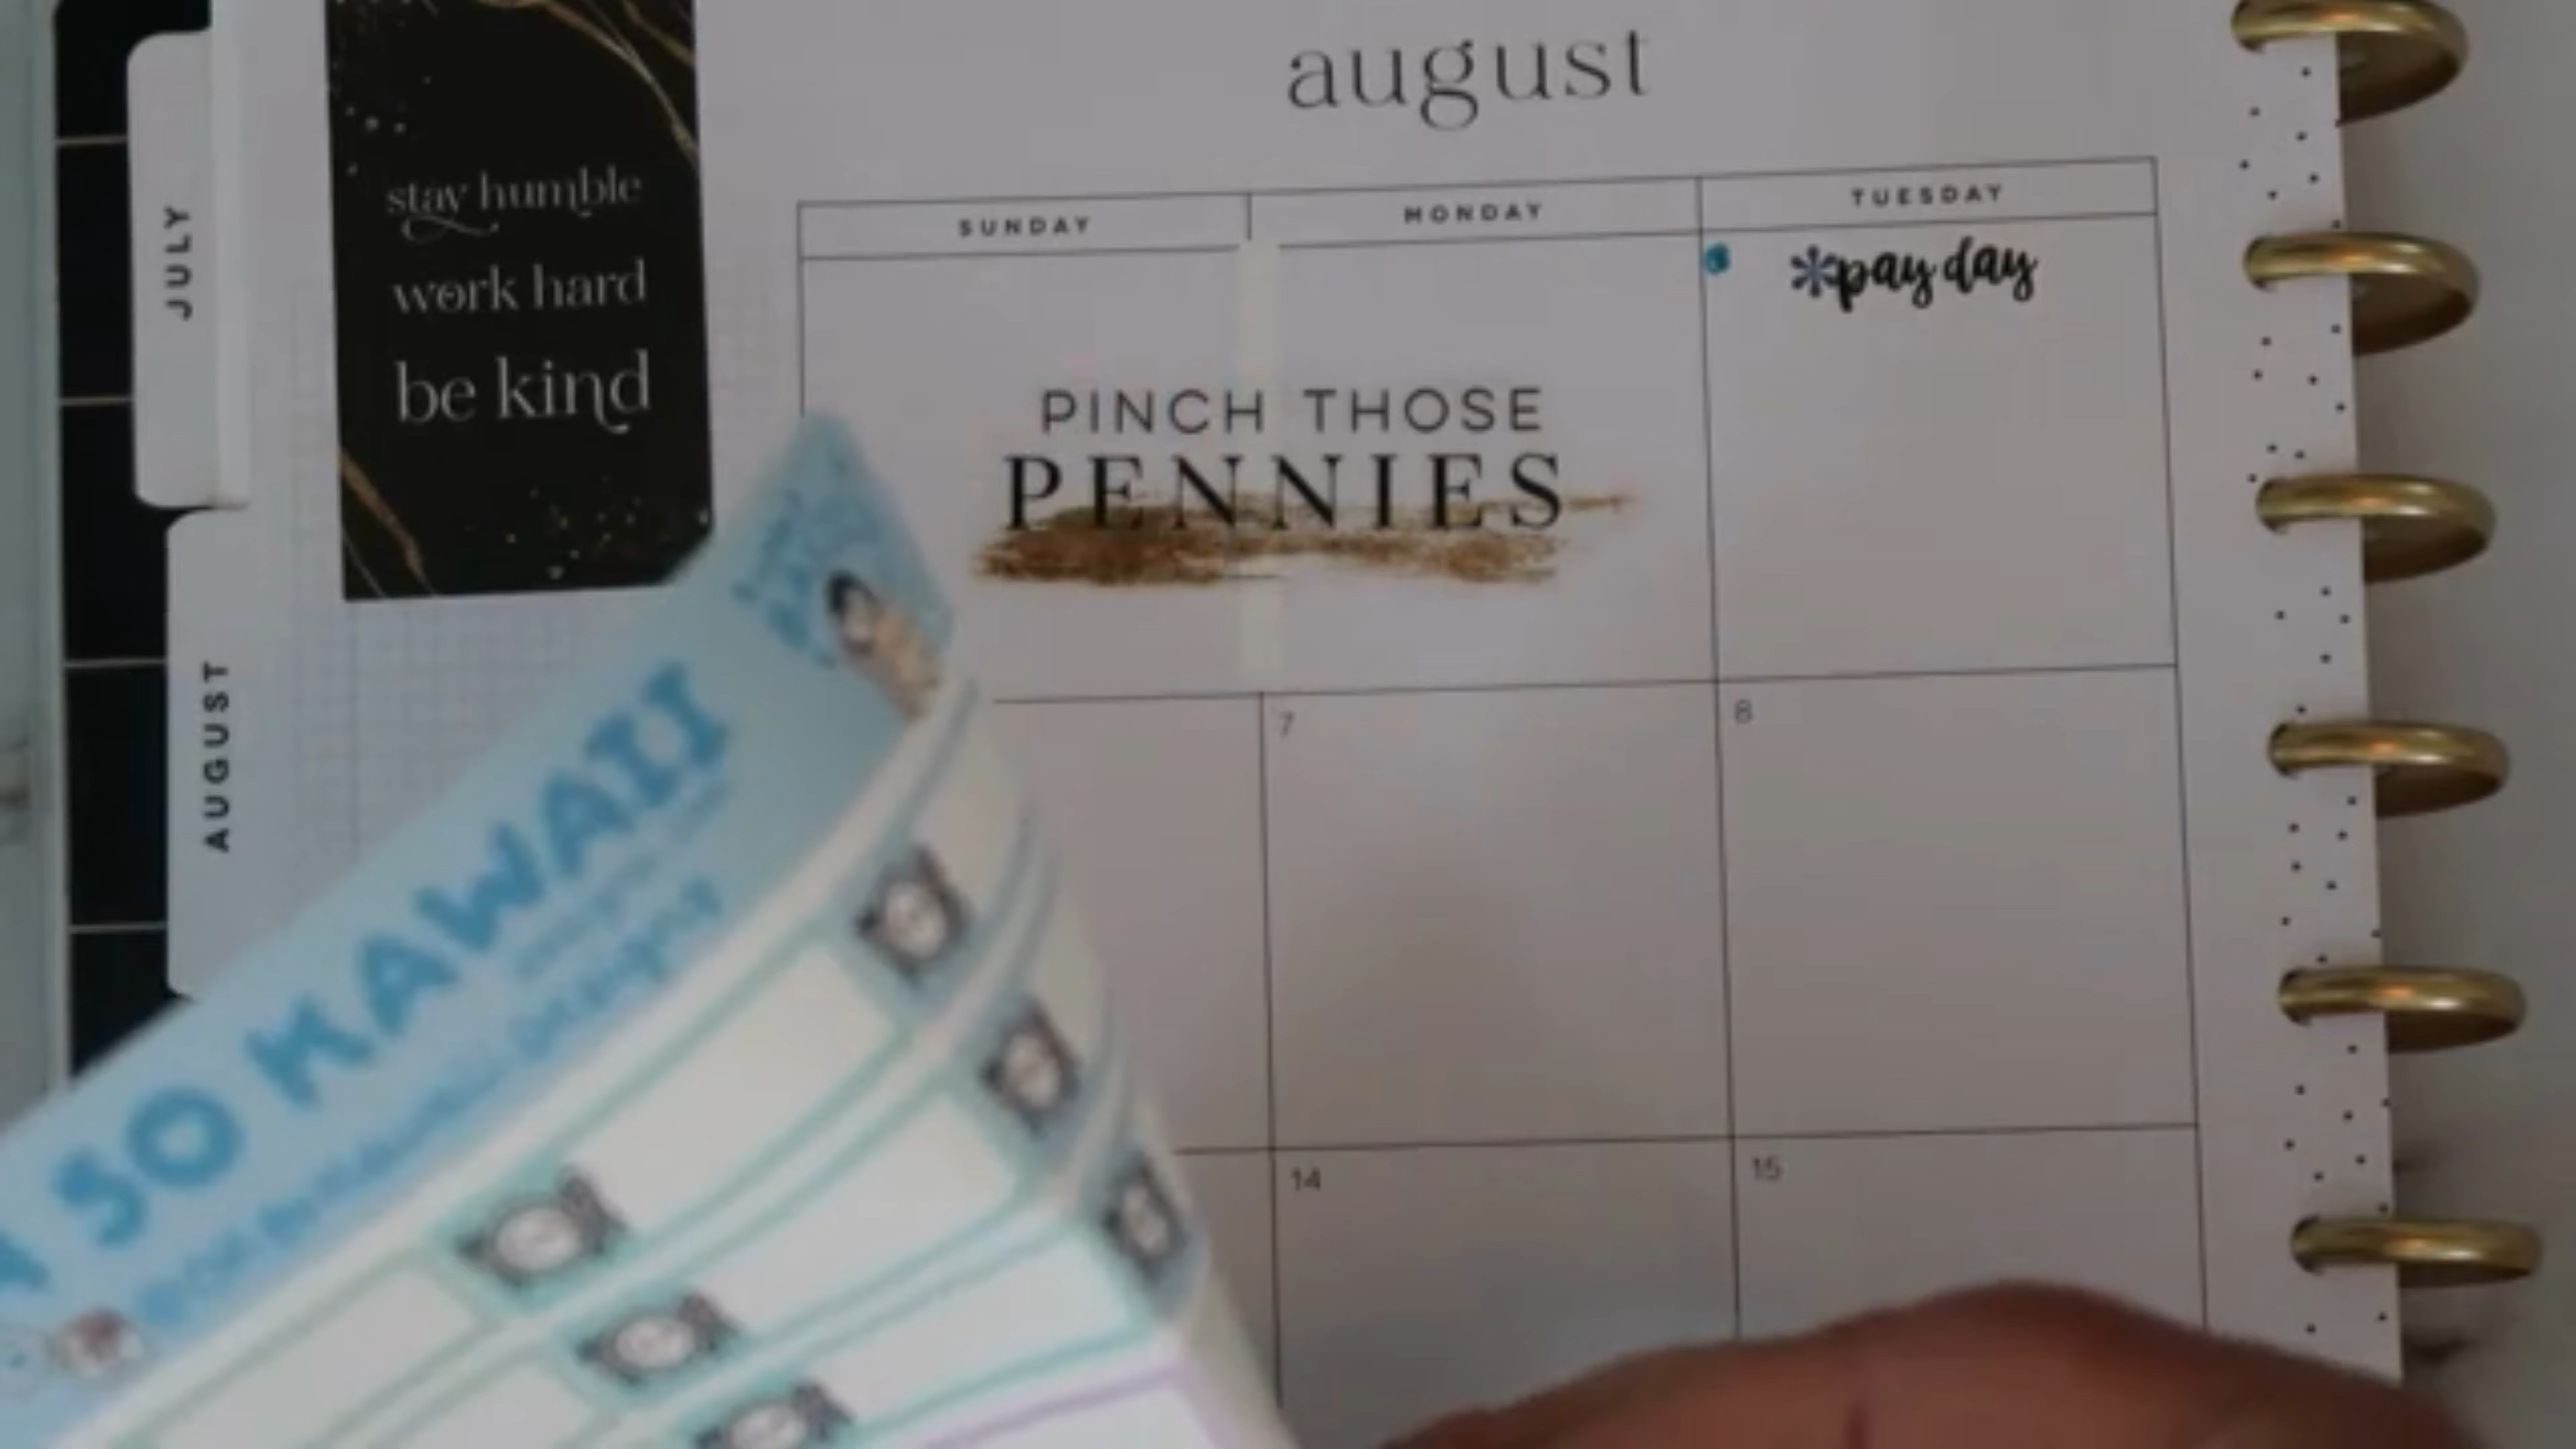 august
JULY
stay humble
work hard
be kind
SUNDAY
MONDAY
TUESDAY
*pay day
PINCH THOSE
PENNIES
AUGUST
7
8
SO KAWAII
14
15